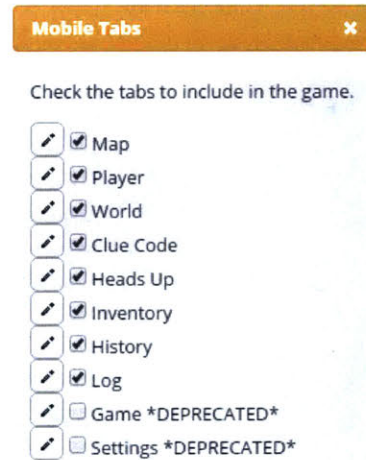 Mobile Tabs ×
Check the tabs to include in the game.
Map
Player
World
Clue Code
Heads Up
Inventory
History
Log
Game *DEPRECATED*
Settings *DEPRECATED*